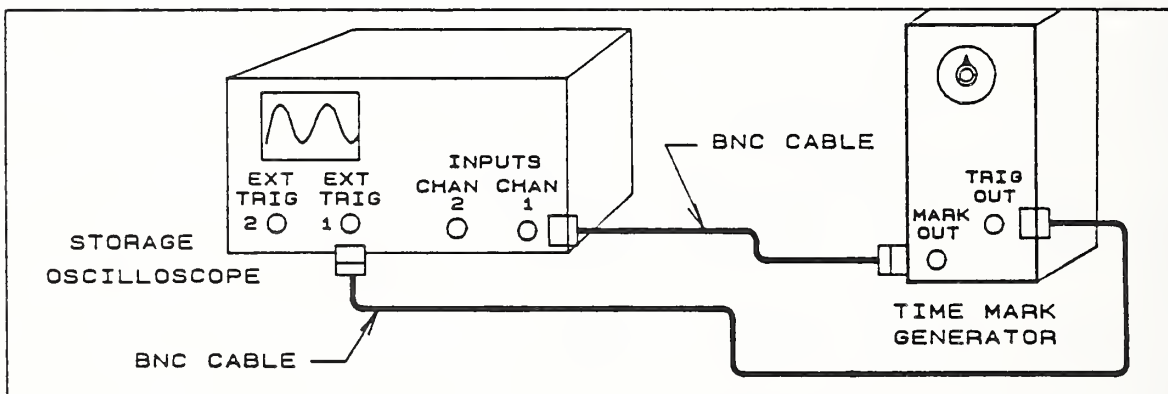 BNC CABLE
INPUTS
EXT EXT
TRIG TRIG
2 1
CHAN CHAN
2 1
TRIG
OUT
MARK
OUT
STORAGE
OSCILLOSCOPE
TIME MARK
GENERATOR
BNC CABLE